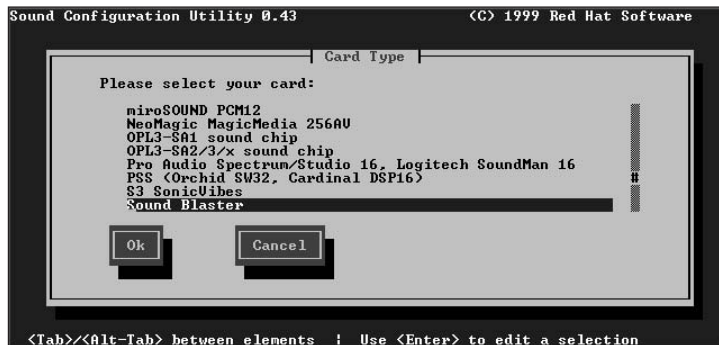 Sound Configuration Utility 0.43 (C) 1999 Red Hat Software
Card Type
Please select your card:
miroSOUND PCM12
NeoMagic MagicMedia 256AV
OPL3-SA1 sound chip
OPL3-SA2/3/x sound chip
Pro Audio Spectrum/Studio 16, Logitech SoundMan 16
PSS (Orchid SW32, Cardinal DSP16) #
S3 SonicVibes
Sound Blaster
Ok Cancel
<Tab>/<Alt-Tab> between elements | Use <Enter> to edit a selection